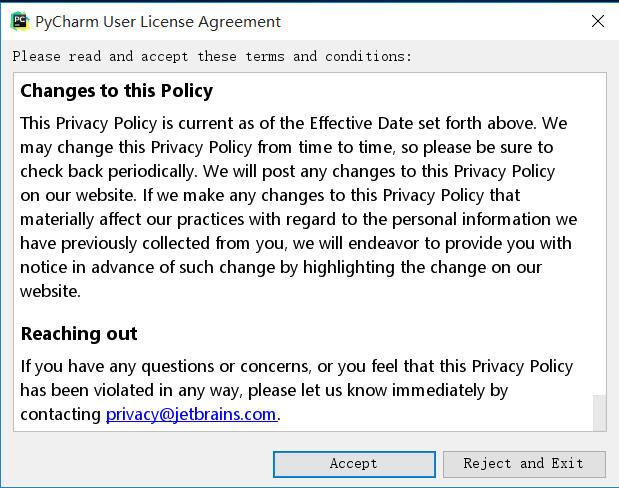 PC
PyCharm User License Agreement
Please read and accept these terms and conditions:
Changes to this Policy
This Privacy Policy is current as of the Effective Date set forth above. We
may change this Privacy Policy from time to time, so please be sure to
check back periodically. We will post any changes to this Privacy Policy
on our website. If we make any changes to this Privacy Policy that
materially affect our practices with regard to the personal information we
have previously collected from you, we will endeavor to provide you with
notice in advance of such change by highlighting the change on our
website.
Reaching out
If you have any questions or concerns, or you feel that this Privacy Policy
has been violated in any way, please let us know immediately by
contacting privacy@jetbrains.com.
Accept
Reject and Exit